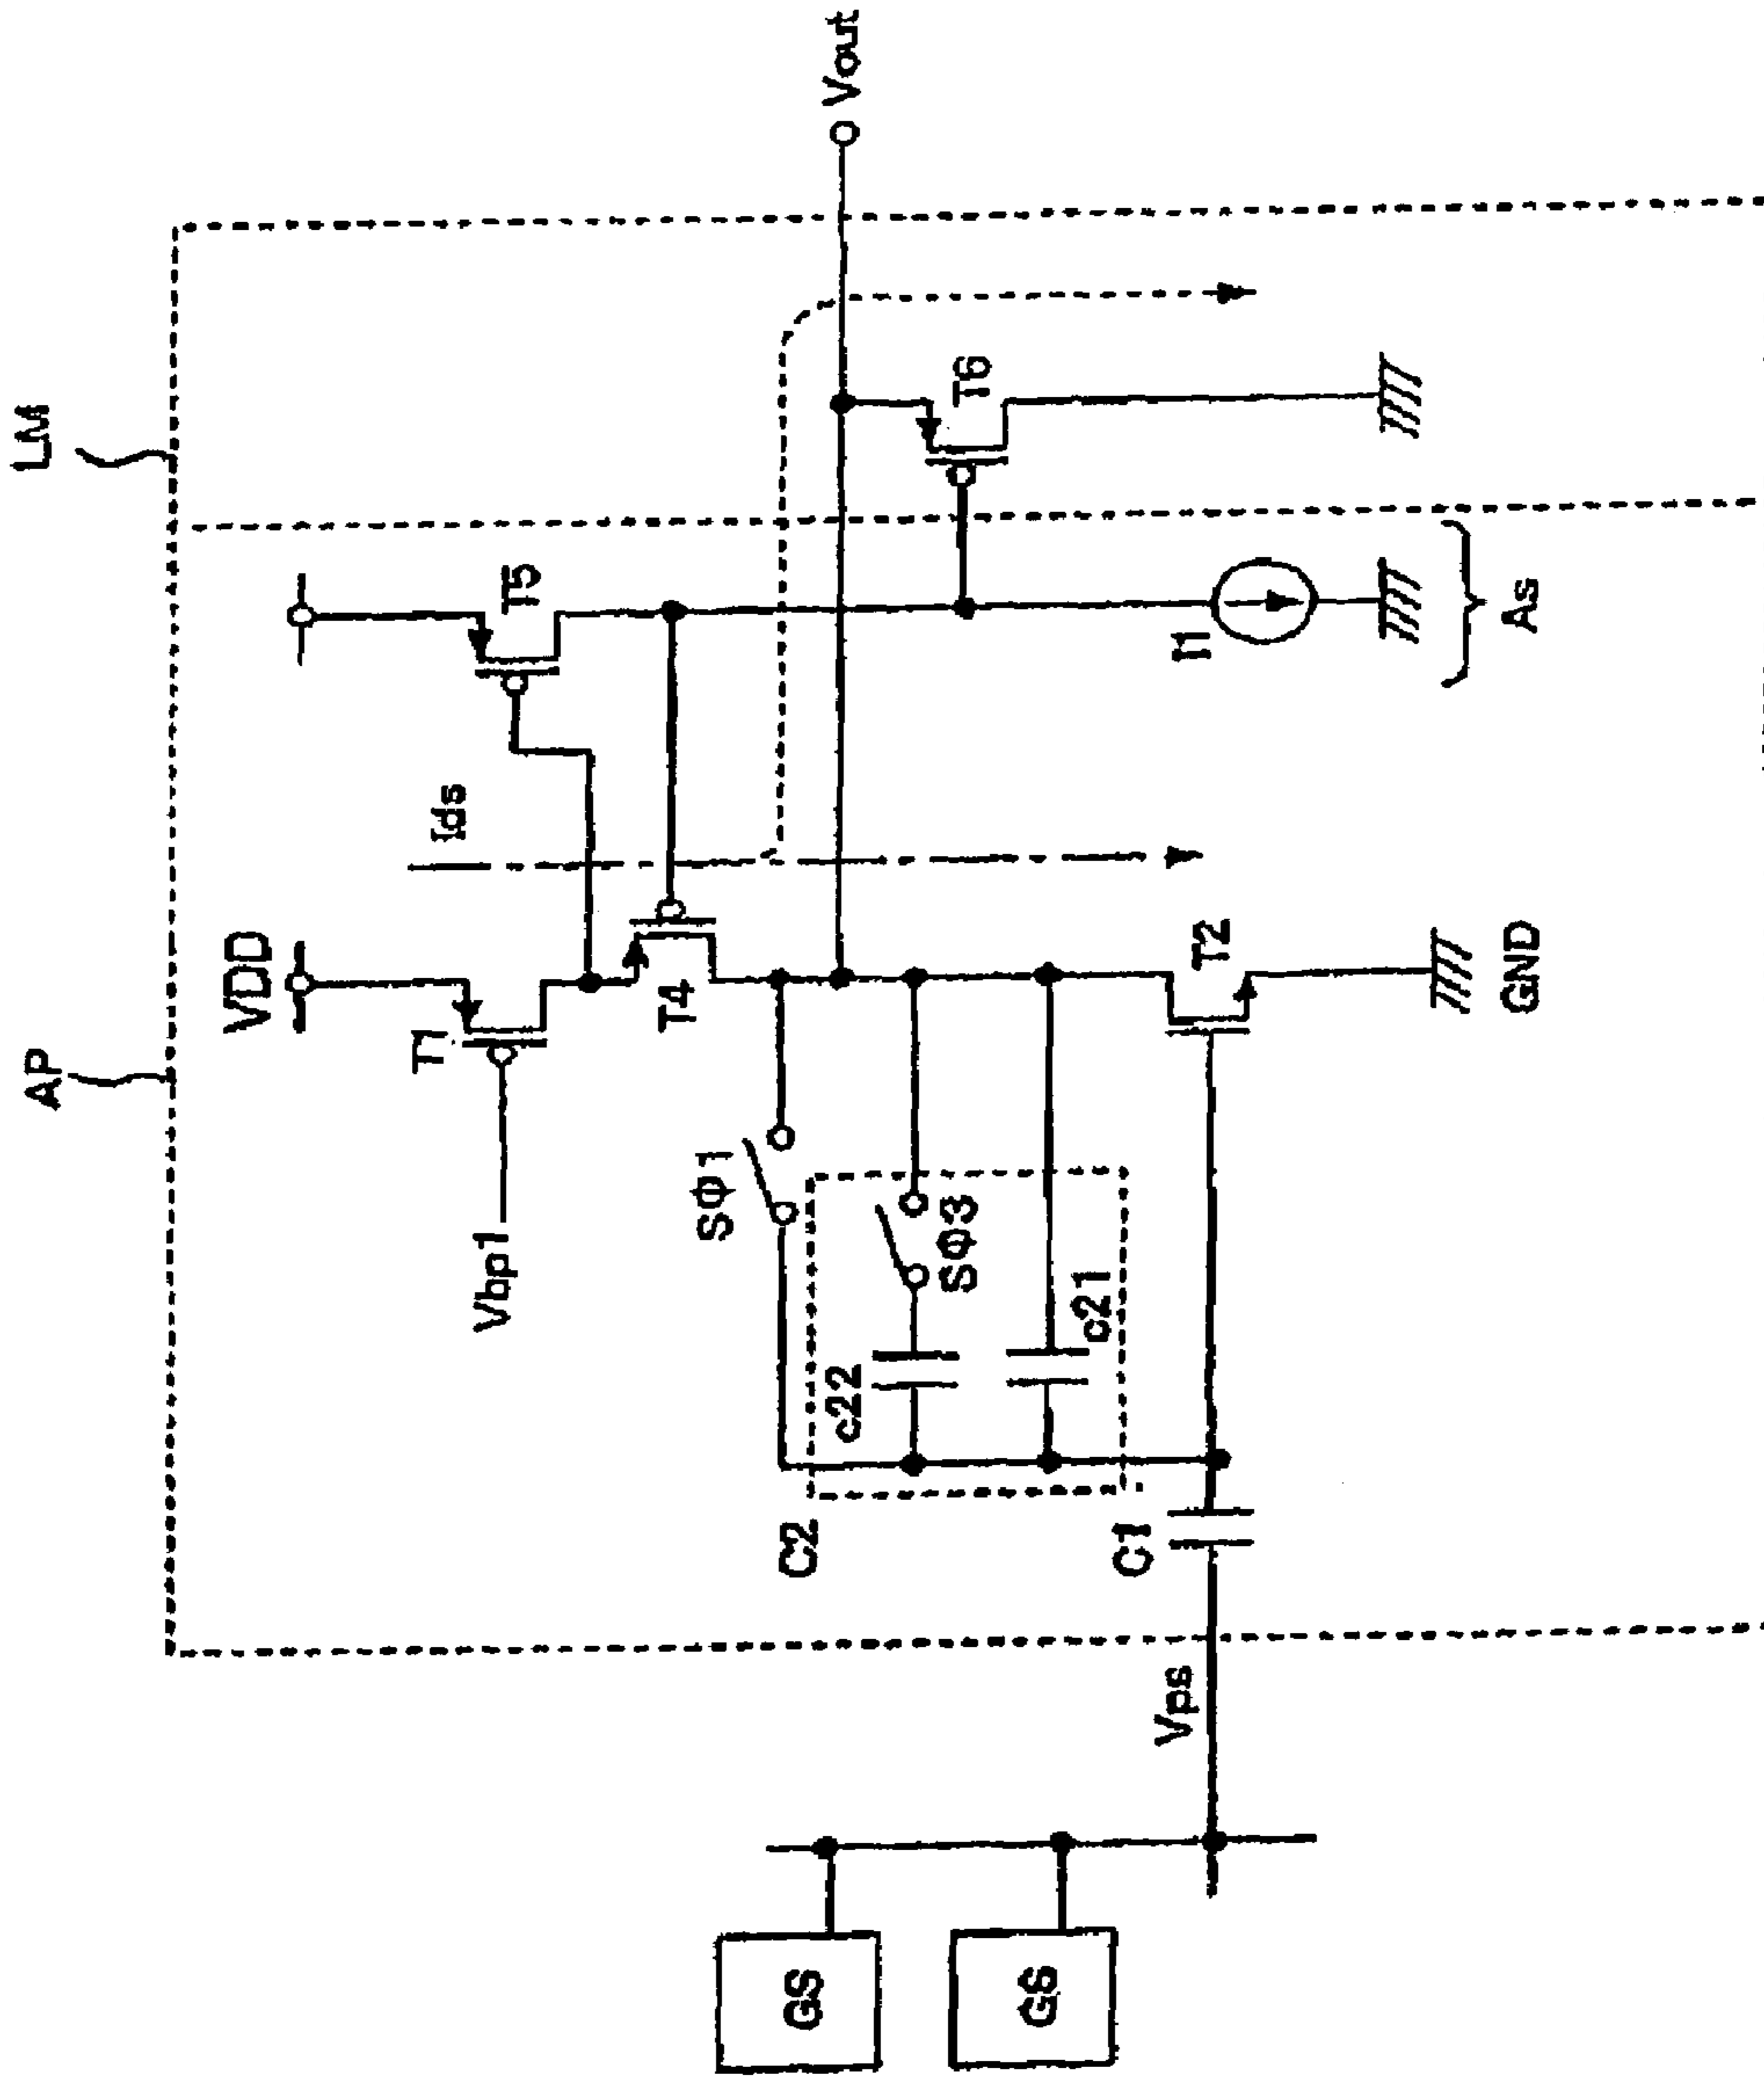 AP
LM
VDD
T1
Vbp1
T4
Ids
T5
T6
Vout
SΦ1
SΦ3
c22
c21
C2
C1
T2
GND
I1
As
Vps
GS
GS